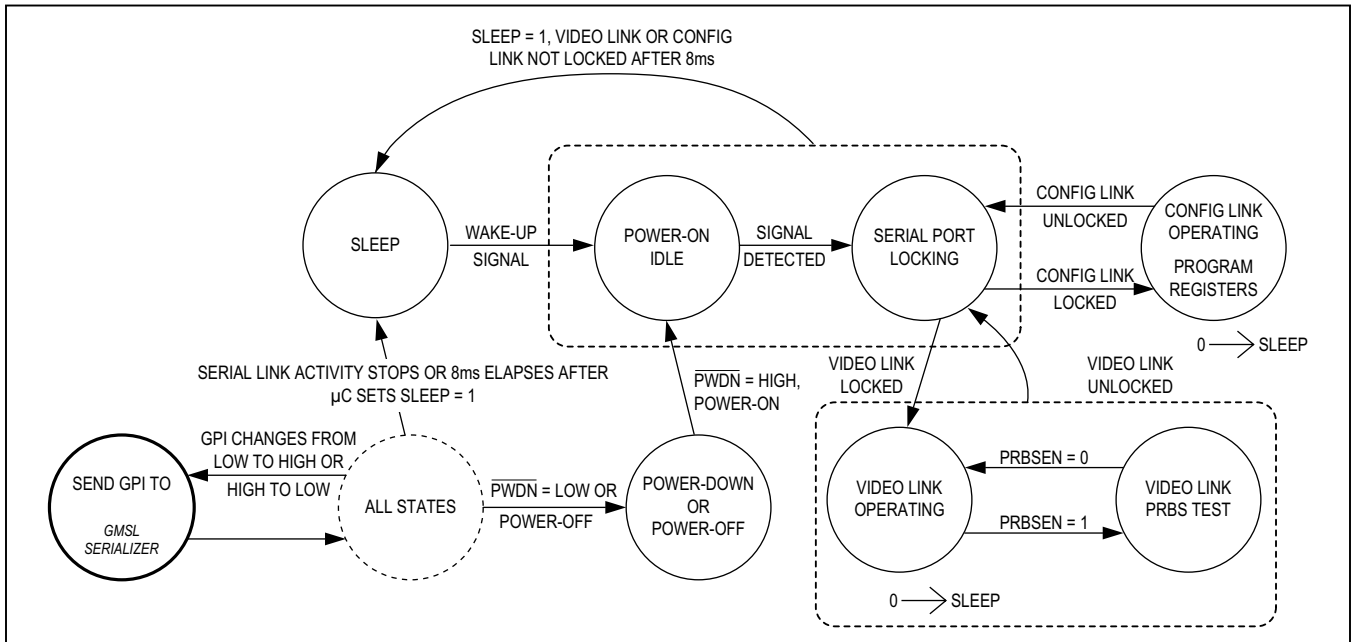 SLEEP = 1, VIDEO LINK OR CONFIG
LINK NOT LOCKED AFTER 8ms
SLEEP
WAKE-UP
SIGNAL
POWER-ON
IDLE
SIGNAL
DETECTED
SERIAL PORT
LOCKING
CONFIG LINK
UNLOCKED
CONFIG LINK
LOCKED
CONFIG LINK
OPERATING
PROGRAM
REGISTERS
0 → SLEEP
SERIAL LINK ACTIVITY STOPS OR 8ms ELAPSES AFTER
µC SETS SLEEP = 1
PWDN = HIGH,
POWER-ON
VIDEO LINK
LOCKED
VIDEO LINK
UNLOCKED
GPI CHANGES FROM
LOW TO HIGH OR
HIGH TO LOW
SEND GPI TO
GMSL
SERIALIZER
ALL STATES
PWDN = LOW OR
POWER-OFF
POWER-DOWN
OR
POWER-OFF
VIDEO LINK
OPERATING
PRBSEN = 0
PRBSEN = 1
VIDEO LINK
PRBS TEST
0 → SLEEP